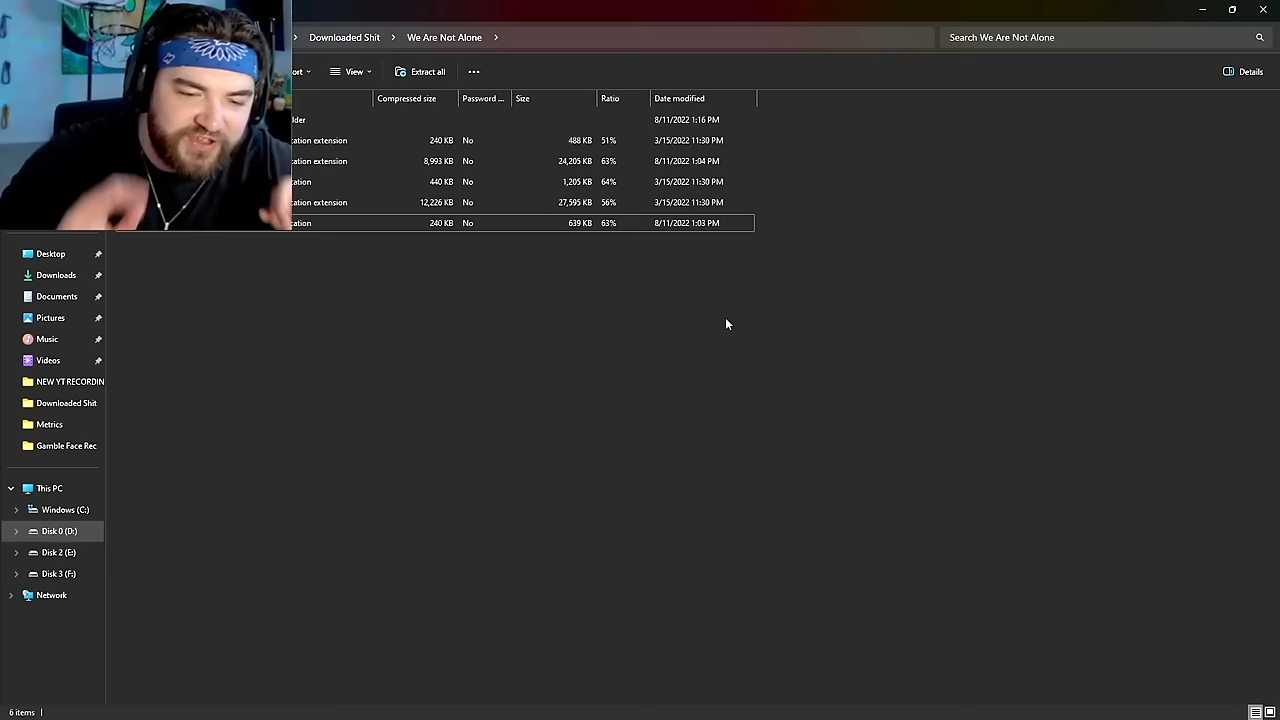 Downloaded Shit > We Are Not Alone >
Search We Are Not Alone
ort View Extract all ... Details
Compressed size Password ... Size Ratio Date modified
lder 8/11/2022 1:16 PM
cation extension 240 KB No 488 KB 51% 3/15/2022 11:30 PM
cation extension 8,993 KB No 24,205 KB 63% 8/11/2022 1:04 PM
cation 440 KB No 1,205 KB 64% 3/15/2022 11:30 PM
cation extension 12,226 KB No 27,595 KB 56% 3/15/2022 11:30 PM
cation 240 KB No 639 KB 63% 8/11/2022 1:03 PM
Desktop
Downloads
Documents
Pictures
Music
Videos
NEW YT RECORDIN
Downloaded Shit
Metrics
Gamble Face Rec
This PC
Windows (C:)
Disk 0 (D:)
Disk 2 (E:)
Disk 3 (F:)
Network
6 items